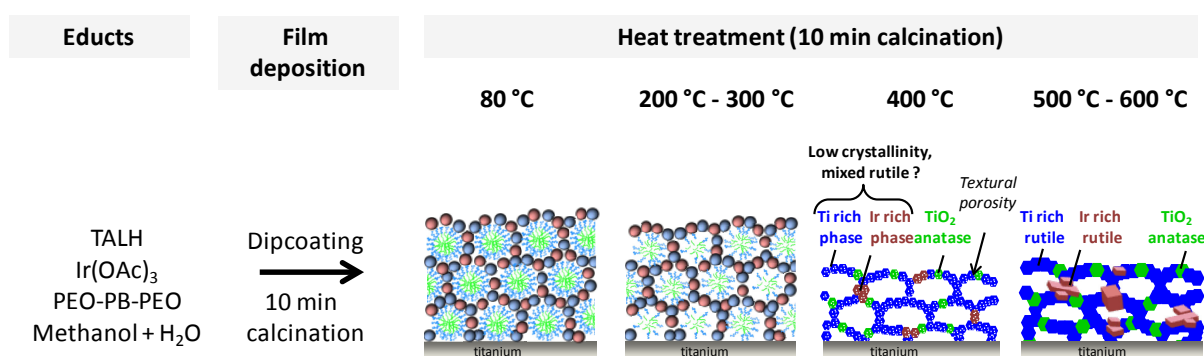 Educts
Film
deposition
Heat treatment (10 min calcination)
80 °C
200 °C - 300 °C
400 °C
500 °C - 600 °C
TALH
Ir(OAc)3
PEO-PB-PEO
Methanol + H2O
Dipcoating
10 min
calcination
titanium
titanium
Low crystallinity,
mixed rutile ?
Textural
porosity
Ti rich
phase
Ir rich
phase
TiO2
anatase
titanium
Ti rich
rutile
Ir rich
rutile
TiO2
anatase
titanium